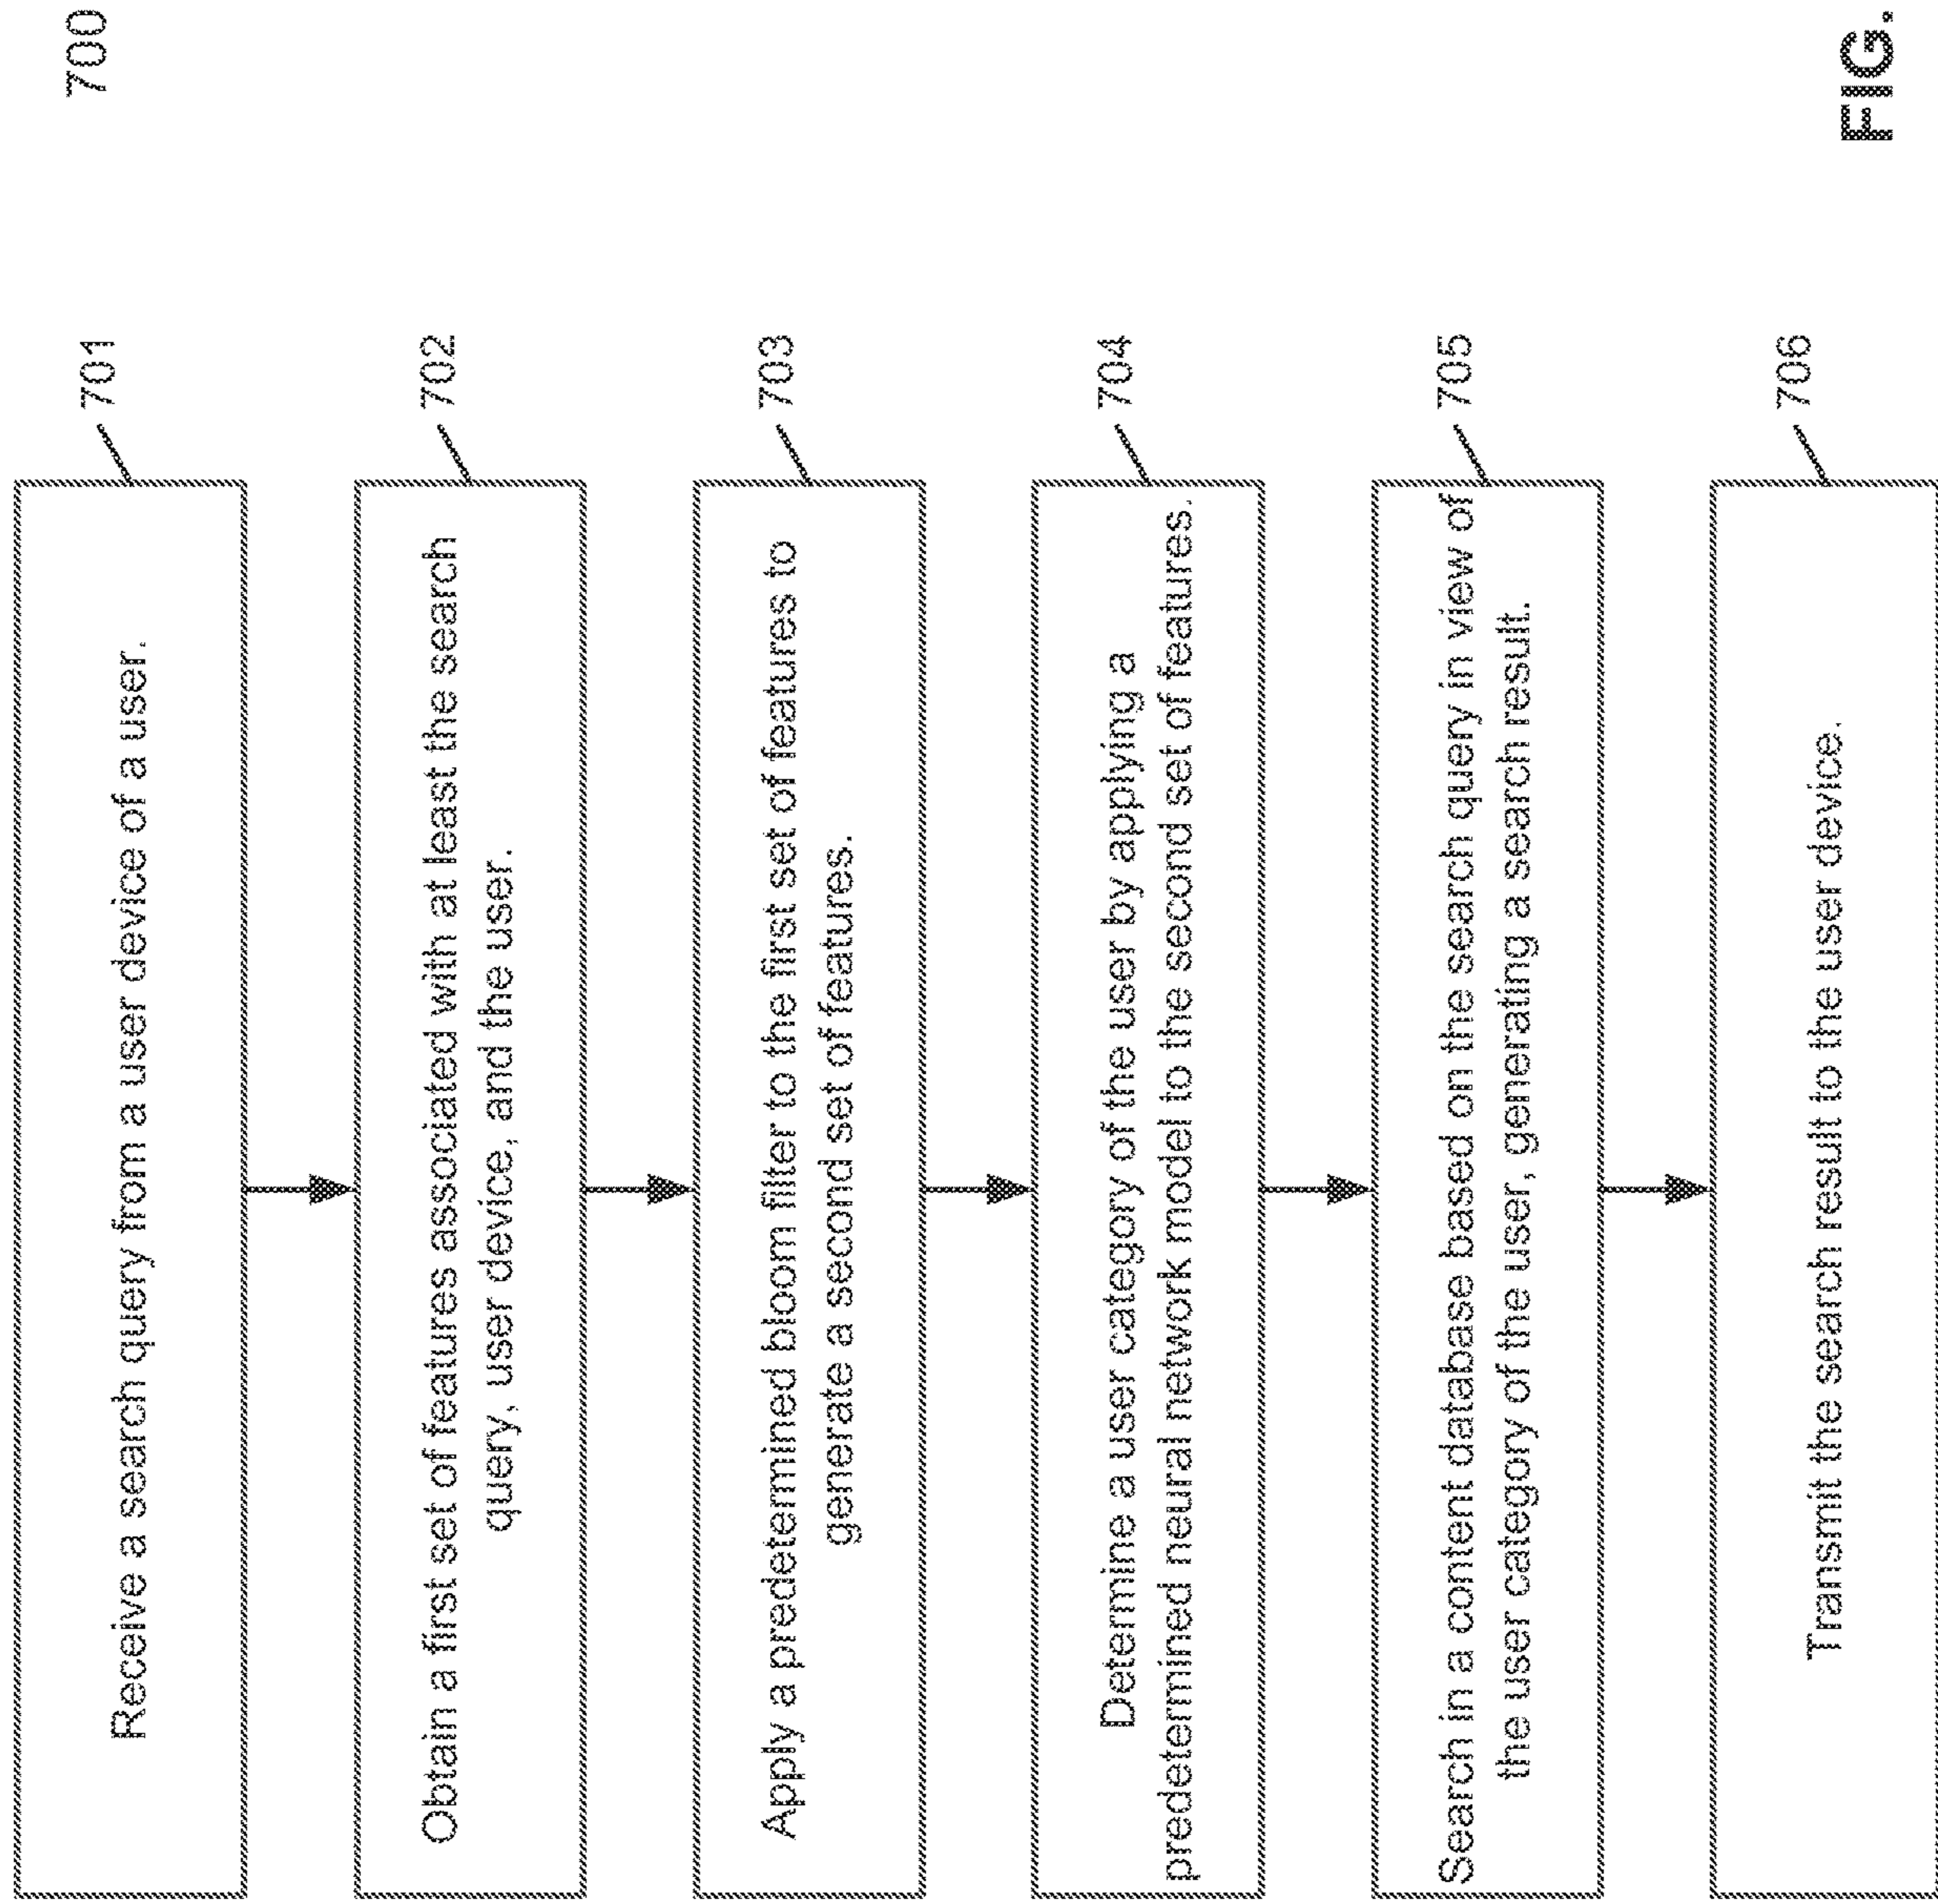 700
701
Receive a search query from a user device of a user.
702
Obtain a first set of features associated with at least the search
query, user device, and the user.
703
Apply a predetermined bloom filter to the first set of features to
generate a second set of features.
704
Determine a user category of the user by applying a
predetermined neural network model to the second set of features.
705
Search in a content database based on the search query in view of
the user category of the user, generating a search result.
706
Transmit the search result to the user device.
FIG.